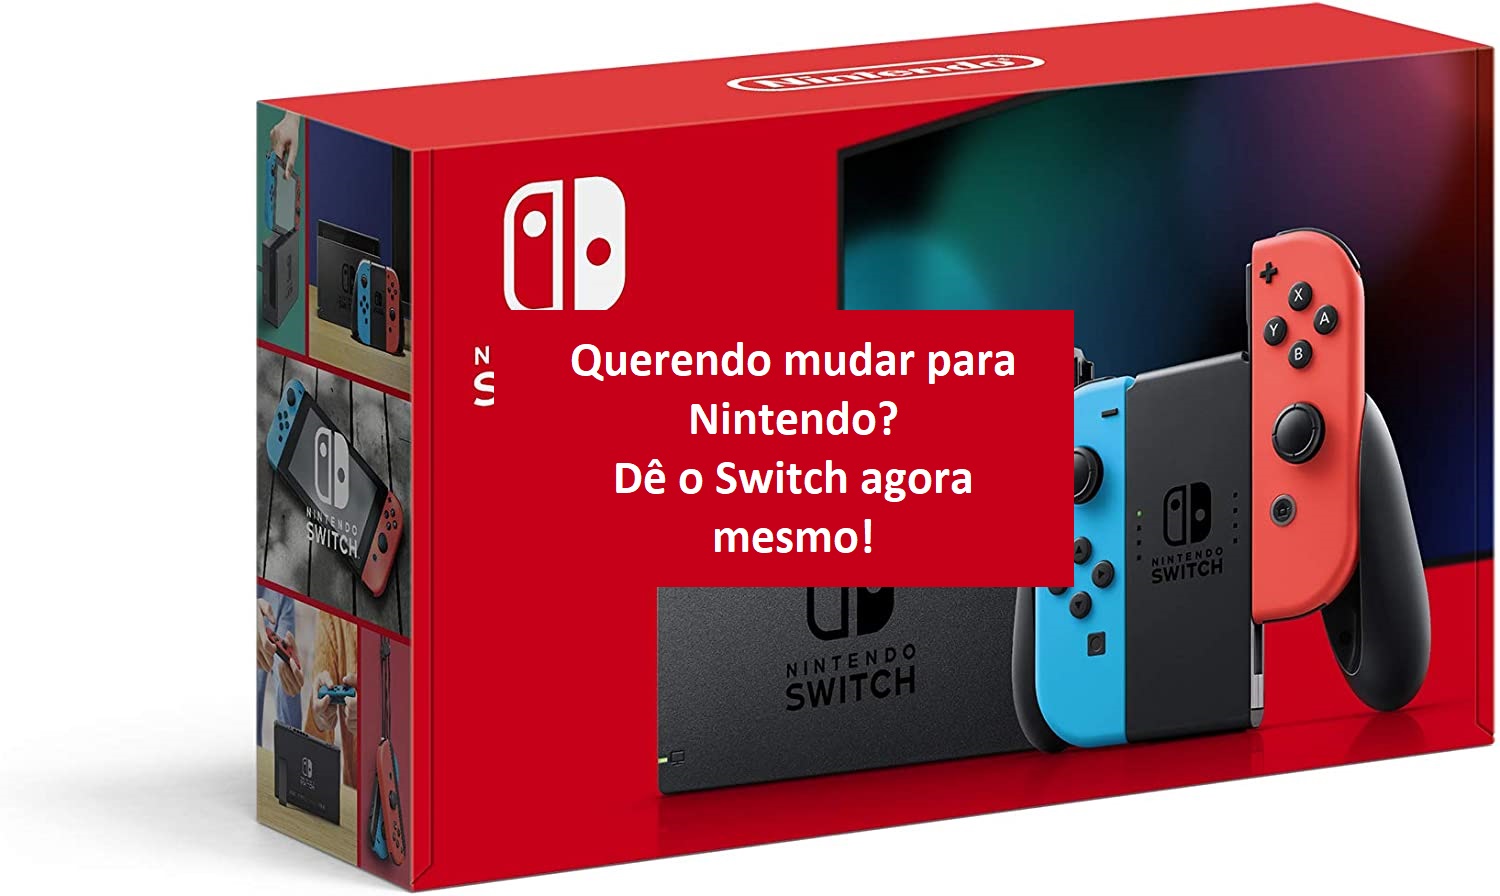 Nintendo
N
S
Querendo mudar para
Nintendo?
Dê o Switch agora
mesmo!
X
Y
A
B
NINTENDO
SWITCH
NINTENDO
SWITCH
NINTENDO
SWITCH